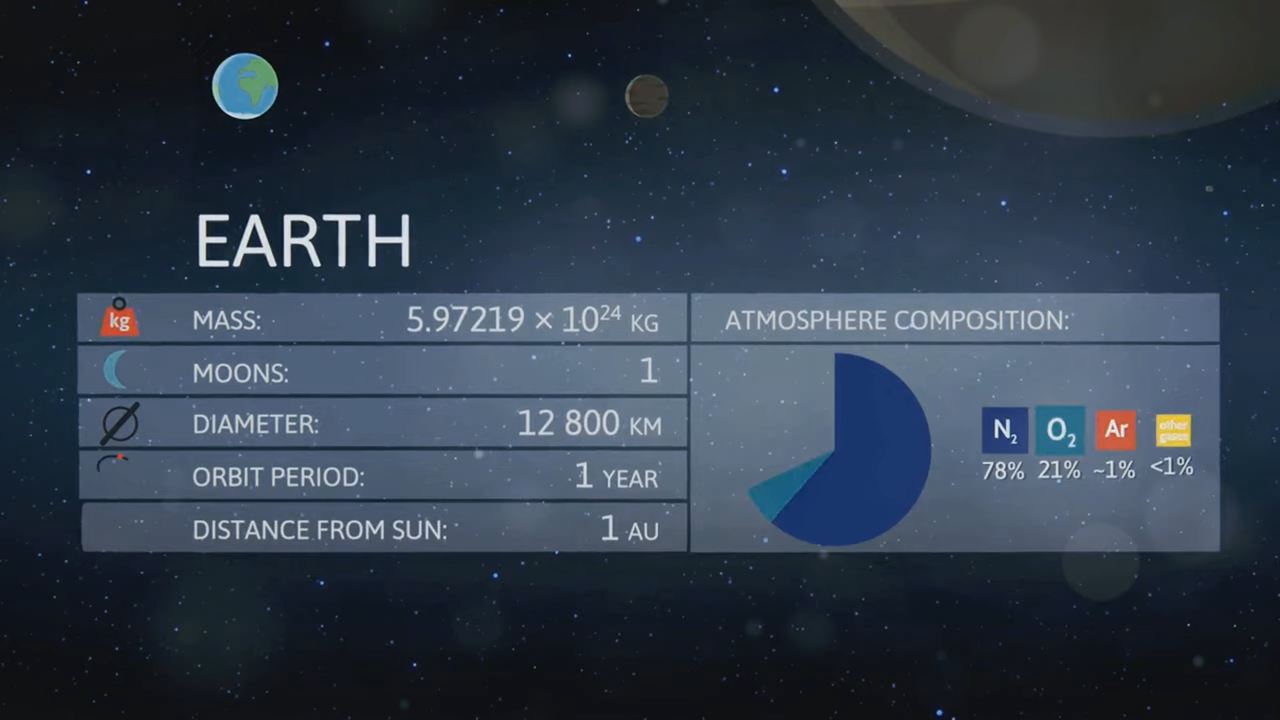 EARTH
kg MASS: 5.97219 × 10²⁴ KG
MOONS: 1
DIAMETER: 12 800 KM
ORBIT PERIOD: 1 YEAR
DISTANCE FROM SUN: 1 AU
ATMOSPHERE COMPOSITION:
N₂ O₂ Ar other gases
78% 21% ~1% <1%